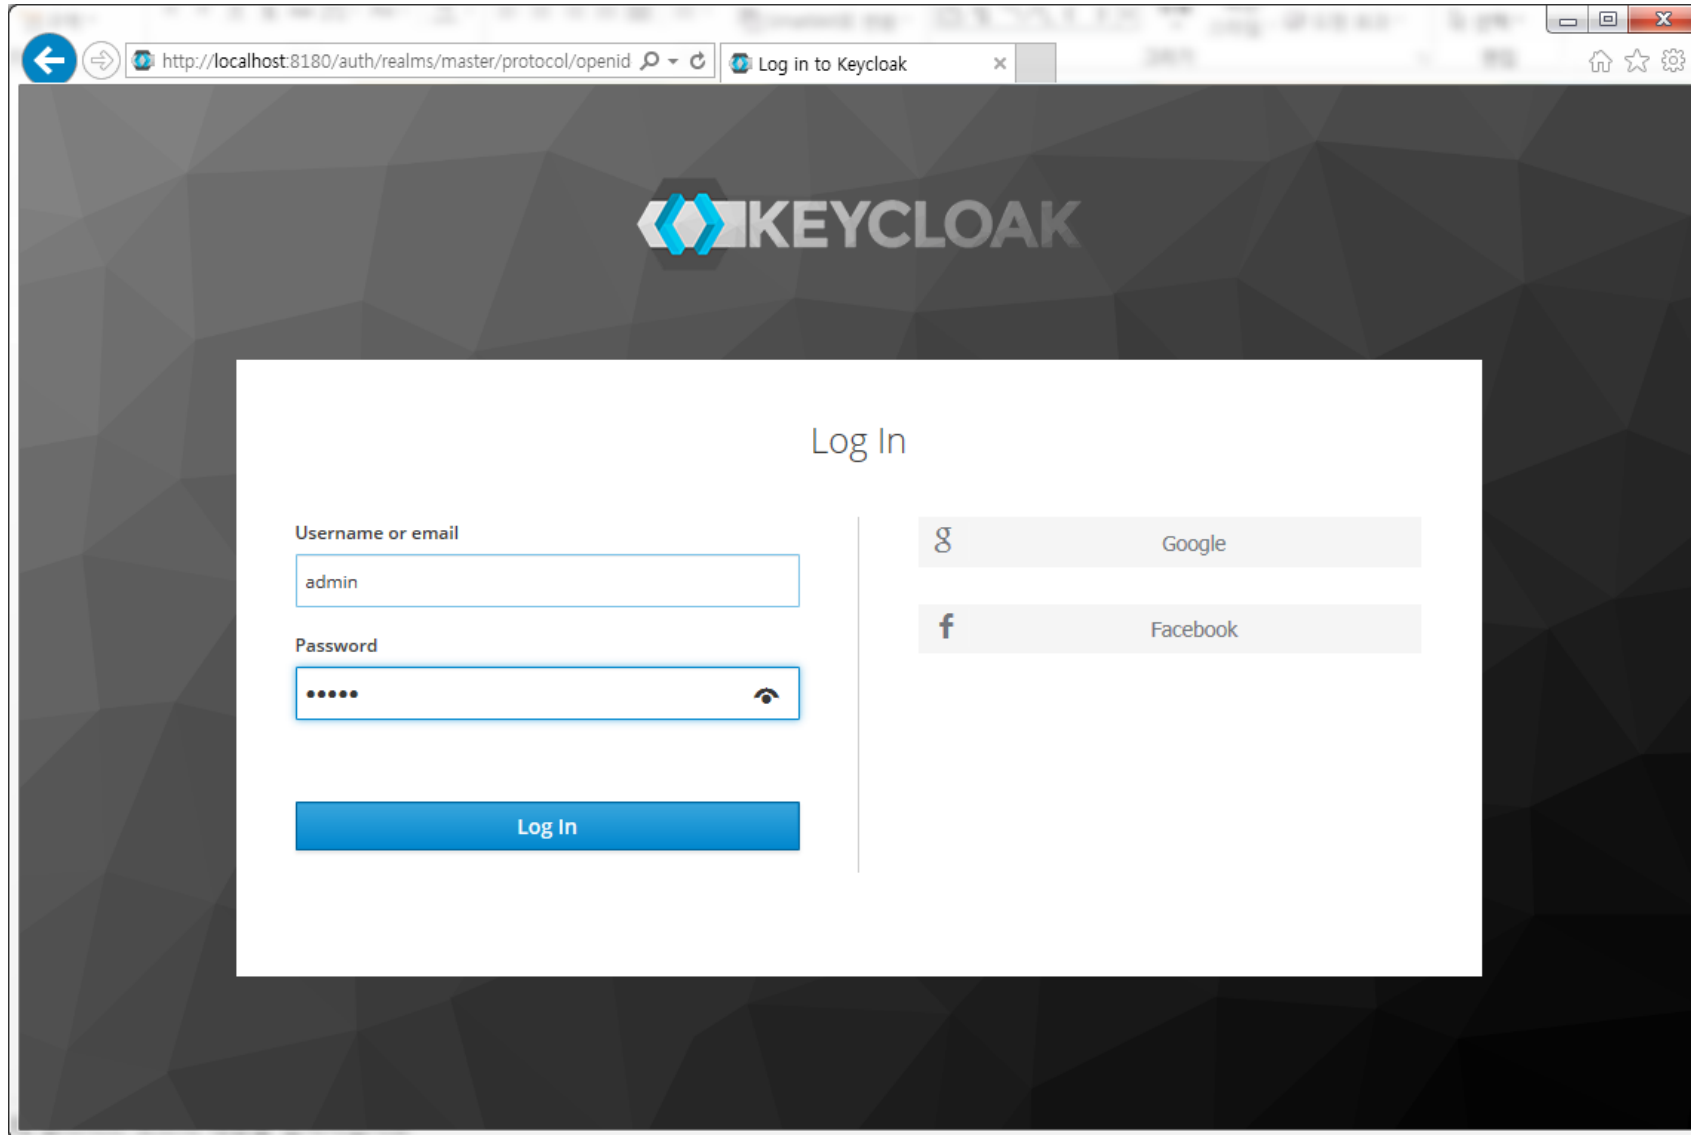 http://localhost:8180/auth/realms/master/protocol/openid
Log in to Keycloak
KEYCLOAK
Log In
Username or email
admin
Password
Log In
Google
Facebook